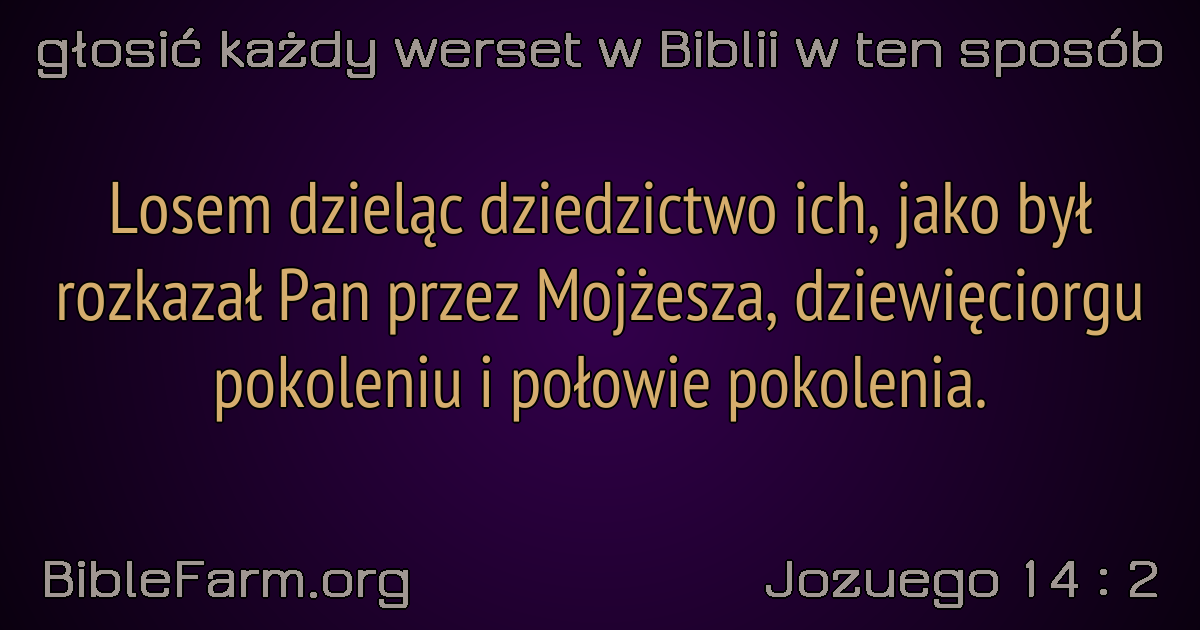 głosić każdy werset w Biblii w ten sposób
Losem dzieląc dziedzictwo ich, jako był
rozkazał Pan przez Mojżesza, dziewięciorgu
pokoleniu i połowie pokolenia.
BibleFarm.org
Jozuego 14 : 2